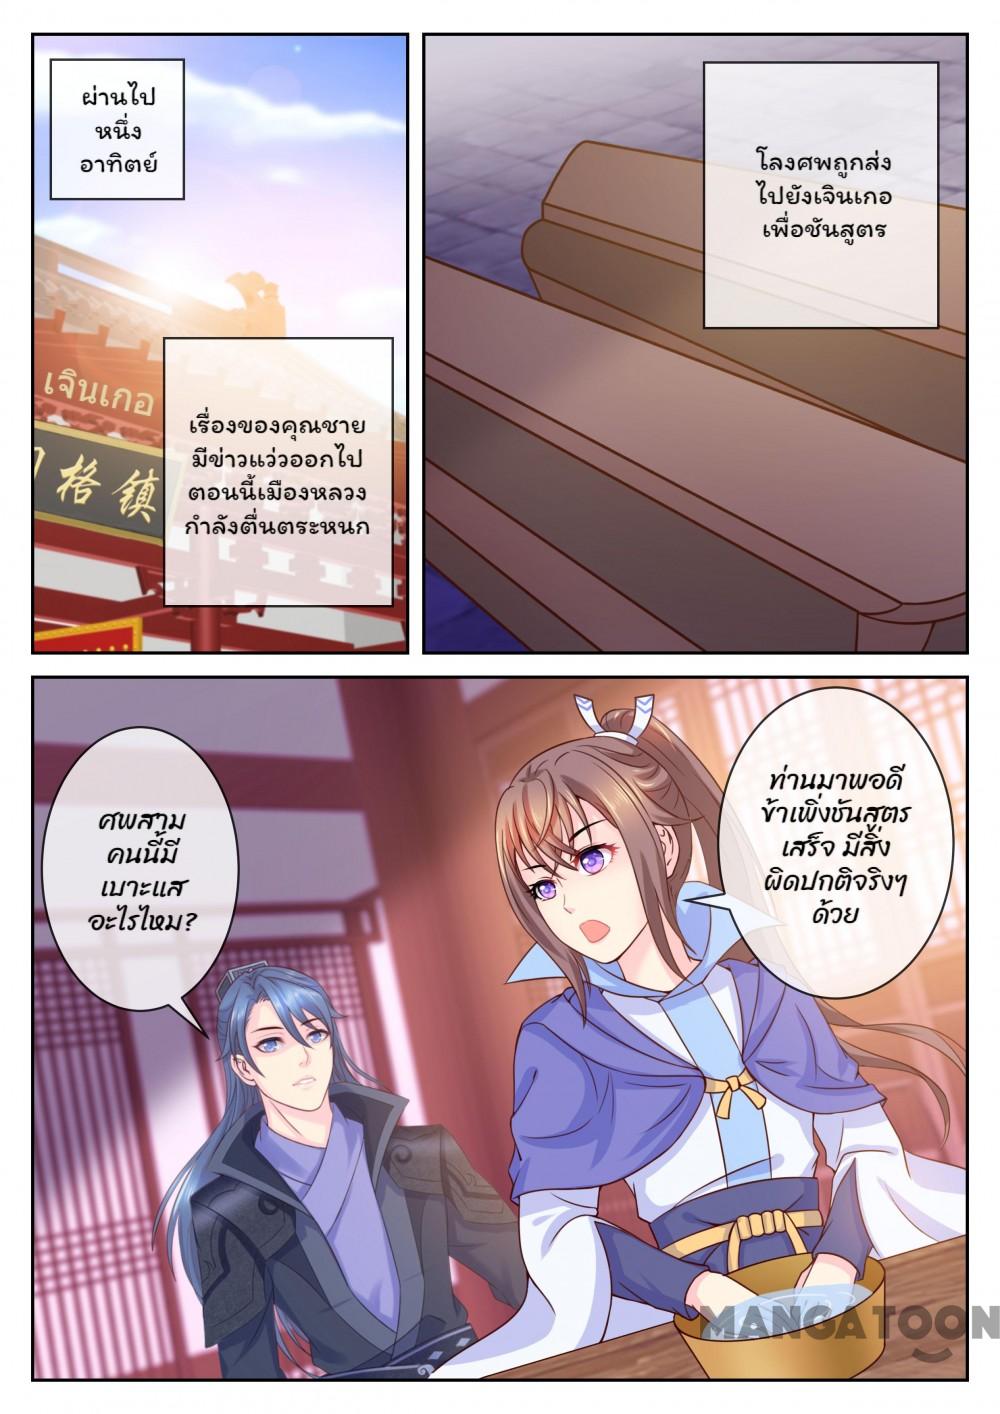 ผ่านไป
หนึ่ง
อาทิตย์
เจินเกอ
格鎮
เรื่องของคุณชาย
มีข่าวแว่วออกไป
ตอนนี้เมืองหลวง
กำลังตื่นตระหนก
โลงศพถูกส่ง
ไปยังเจินเกอ
เพื่อชันสูตร
ศพสาม
คนนี้มี
เบาะแส
อะไรไหม?
ท่านมาพอดี
ข้าเพิ่งชันสูตร
เสร็จ มีสิ่ง
ผิดปกติจริงๆ
ด้วย
MANGATOON